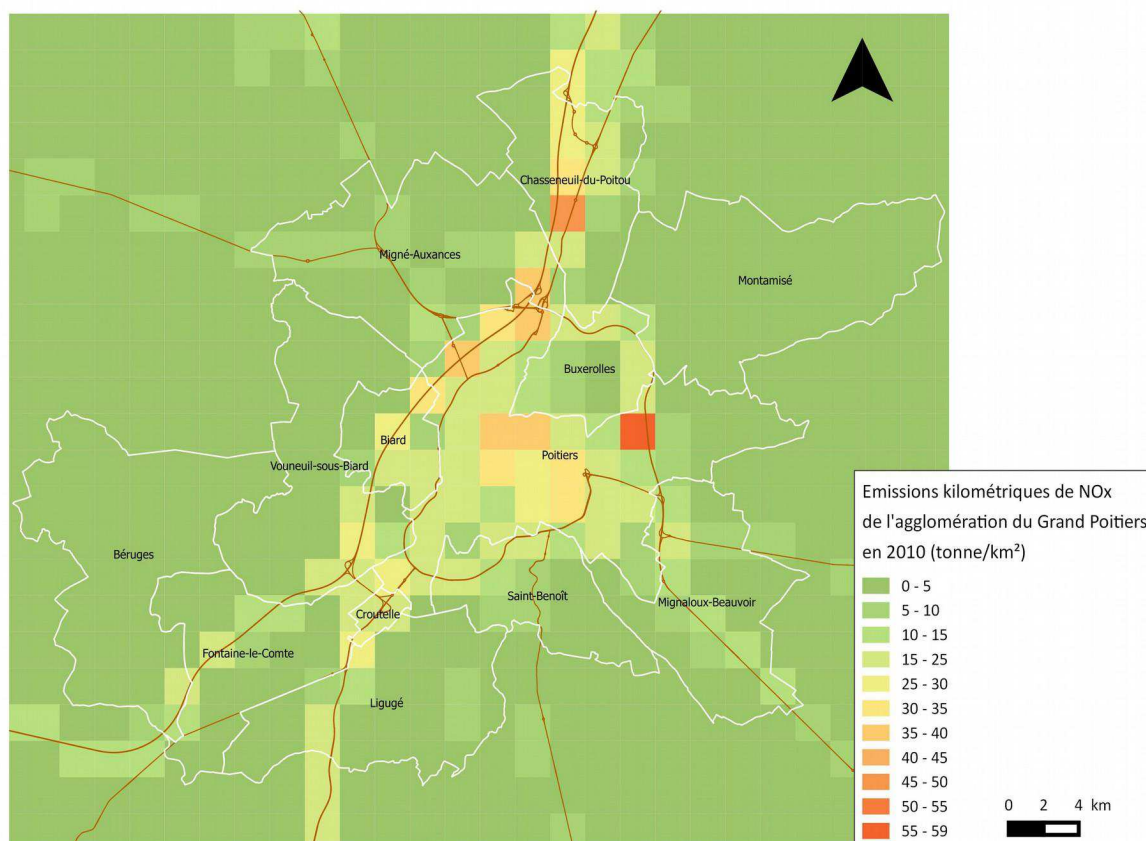 Chasseneuil-du-Poitou
Migné-Auxances
Montamisé
Buxerolles
Biard
Poitiers
Vouneuil-sous-Biard
Béruges
Saint-Benoît
Mignaloux-Beauvoir
Croutelle
Fontaine-le-Comte
Ligugé
Emissions kilométriques de NOx
de l'agglomération du Grand Poitiers
en 2010 (tonne/km²)
0 - 5
5 - 10
10 - 15
15 - 25
25 - 30
30 - 35
35 - 40
40 - 45
45 - 50
50 - 55
55 - 59
0 2 4 km